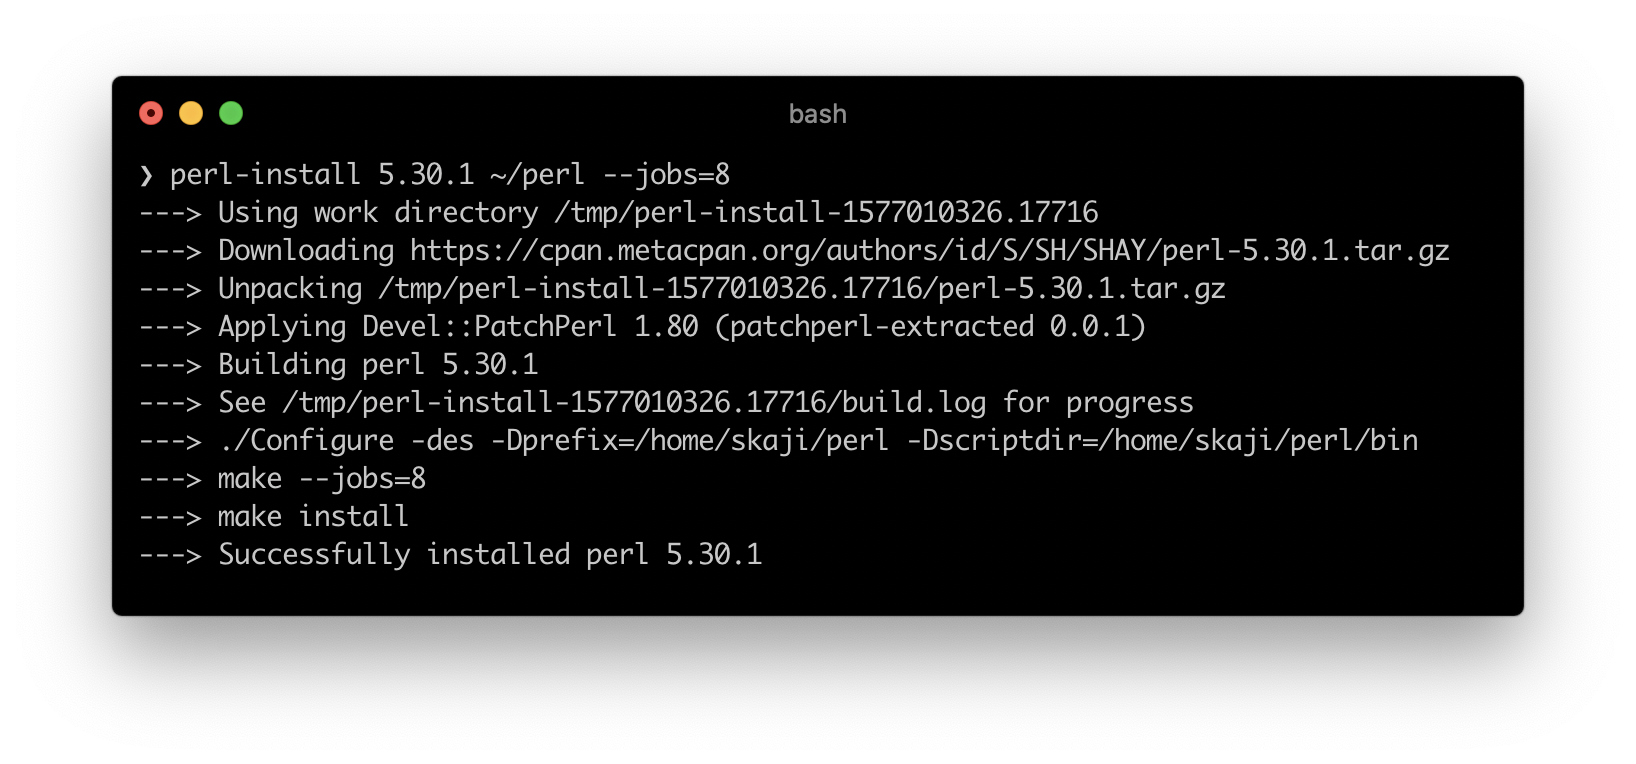 bash
❯ perl-install 5.30.1 ~/perl --jobs=8
---> Using work directory /tmp/perl-install-1577010326.17716
---> Downloading https://cpan.metacpan.org/authors/id/S/SH/SHAY/perl-5.30.1.tar.gz
---> Unpacking /tmp/perl-install-1577010326.17716/perl-5.30.1.tar.gz
---> Applying Devel::PatchPerl 1.80 (patchperl-extracted 0.0.1)
---> Building perl 5.30.1
---> See /tmp/perl-install-1577010326.17716/build.log for progress
---> ./Configure -des -Dprefix=/home/skaji/perl -Dscriptdir=/home/skaji/perl/bin
---> make --jobs=8
---> make install
---> Successfully installed perl 5.30.1